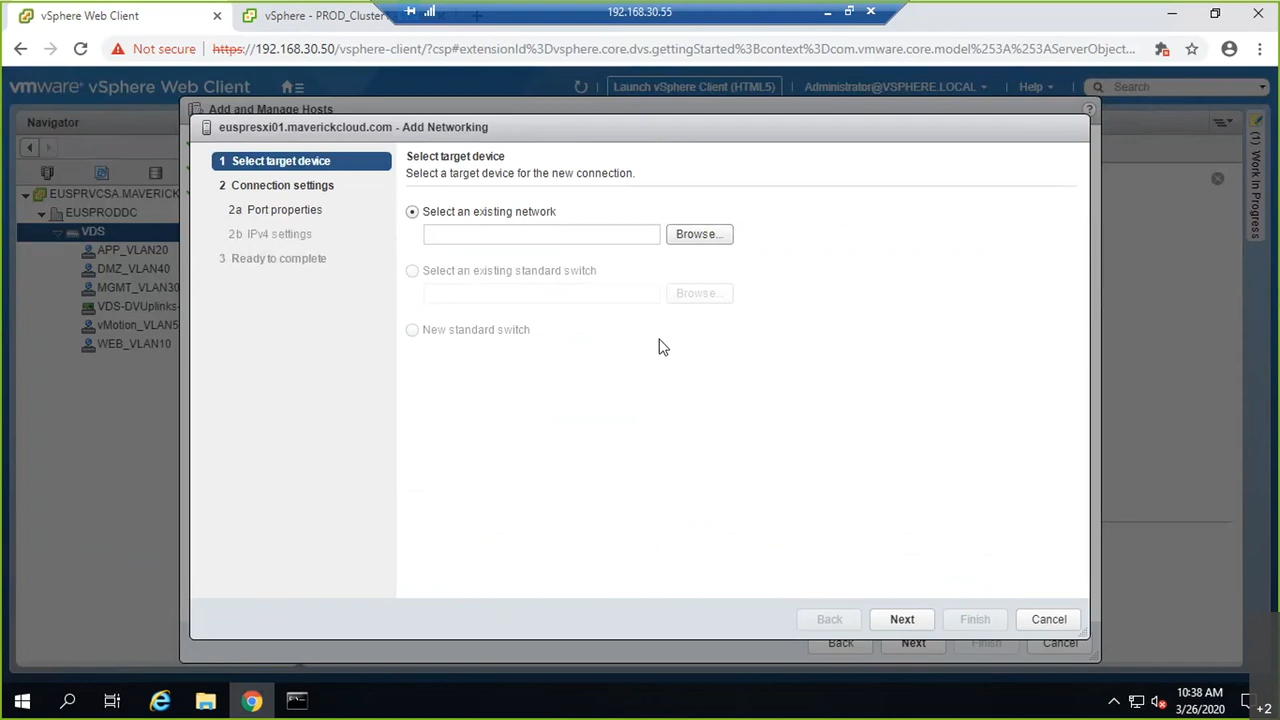 vSphere Web Client
vSphere - PROD_Cluster
192.168.30.55
Not secure
https://192.168.30.50/vsphere-client/?csp#extensionId%3Dvsphere.core.dvs.gettingStarted%3Bcontext%3Dcom.vmware.core.model%253A%253AServerObject...
vmware® vSphere Web Client
Launch vSphere Client (HTML5)
Administrator@VSPHERE.LOCAL
Help
Search
Navigator
EUSPRVCSA.MAVERICK
EUSPRODDC
VDS
APP_VLAN20
DMZ_VLAN40
MGMT_VLAN30
VDS-DVUplinks-
vMotion_VLAN5
WEB_VLAN10
Add and Manage Hosts
?
euspresxi01.maverickcloud.com - Add Networking
1 Select target device
2 Connection settings
2a Port properties
2b IPv4 settings
3 Ready to complete
Select target device
Select a target device for the new connection.
Select an existing network
Browse...
Select an existing standard switch
Browse...
New standard switch
Back
Next
Finish
Cancel
Back
Next
Finish
Cancel
(1) Work In Progress
10:38 AM
3/26/2020
+2